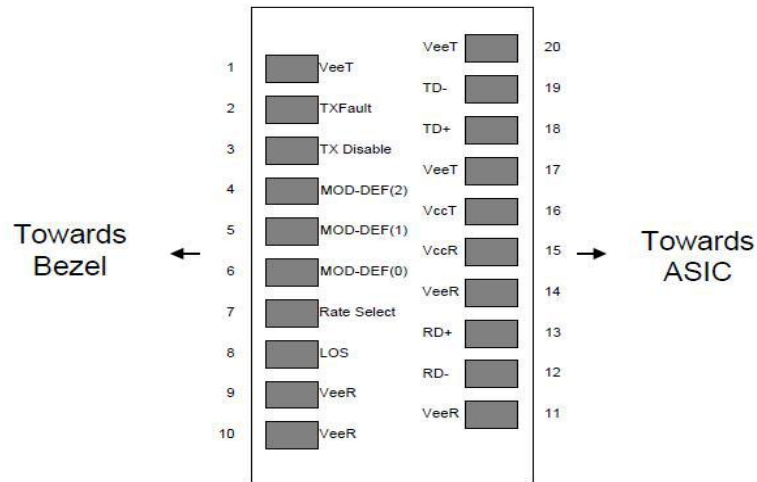 VeeT 20
1 VeeT
TD- 19
2 TXFault
TD+ 18
3 TX Disable
VeeT 17
4 MOD-DEF(2)
VccT 16
5 MOD-DEF(1)
Towards
Bezel
VccR 15
Towards
ASIC
6 MOD-DEF(0)
VeeR 14
7 Rate Select
RD+ 13
8 LOS
RD- 12
9 VeeR
VeeR 11
10 VeeR